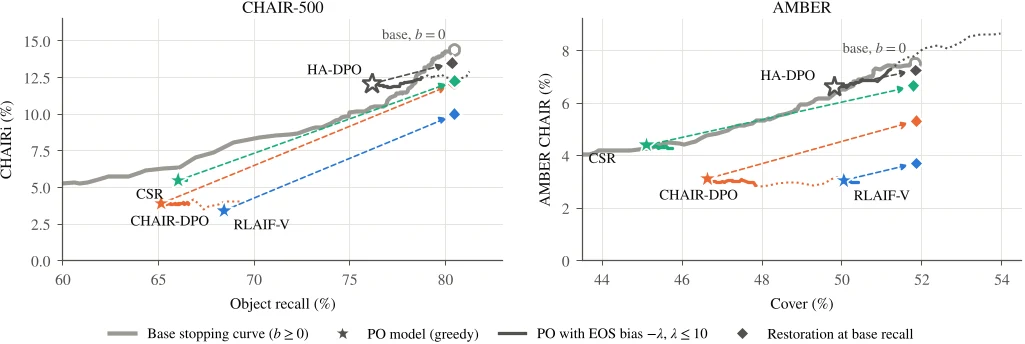 CHAIR-500
CHAIRi (%)
15.0
12.5
10.0
7.5
5.0
2.5
0.0
base, b = 0
HA-DPO
CSR
CHAIR-DPO
RLAIF-V
60
65
70
75
80
Object recall (%)
AMBER
AMBER CHAIR (%)
8
6
4
2
0
base, b = 0
HA-DPO
CSR
CHAIR-DPO
RLAIF-V
44
46
48
50
52
54
Cover (%)
Base stopping curve (b ≥ 0)
PO model (greedy)
PO with EOS bias −λ, λ ≤ 10
Restoration at base recall